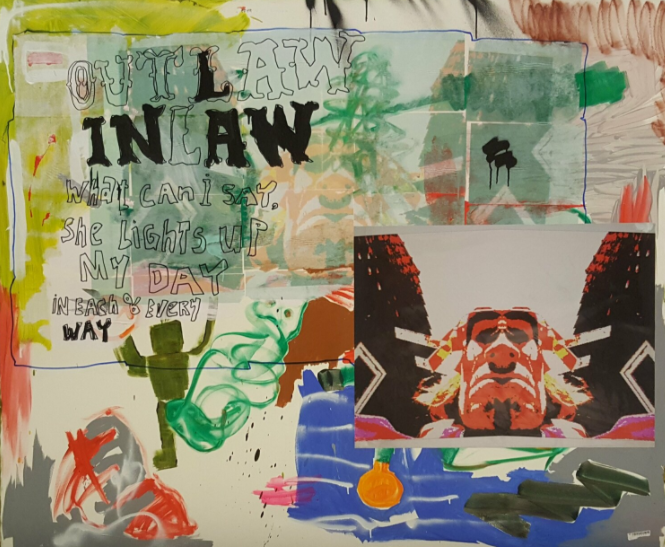 OUTLAW
INLAW
What can i say,
she Lights up
MY DAY
IN EACh & EVERY
WAY